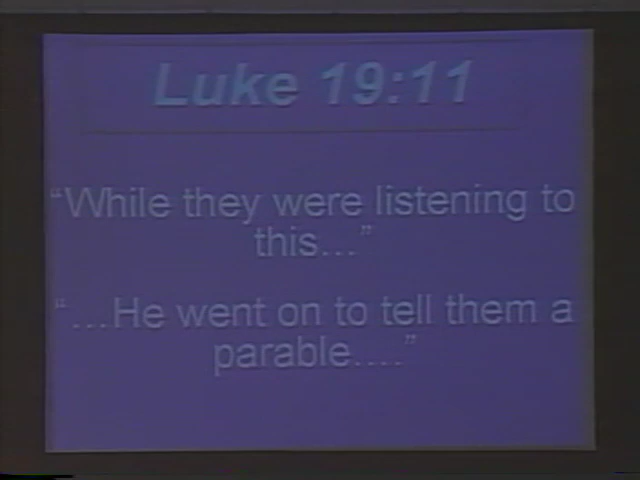 Luke 19:11
“While they were listening to
this…”
“…He went on to tell them a
parable….”